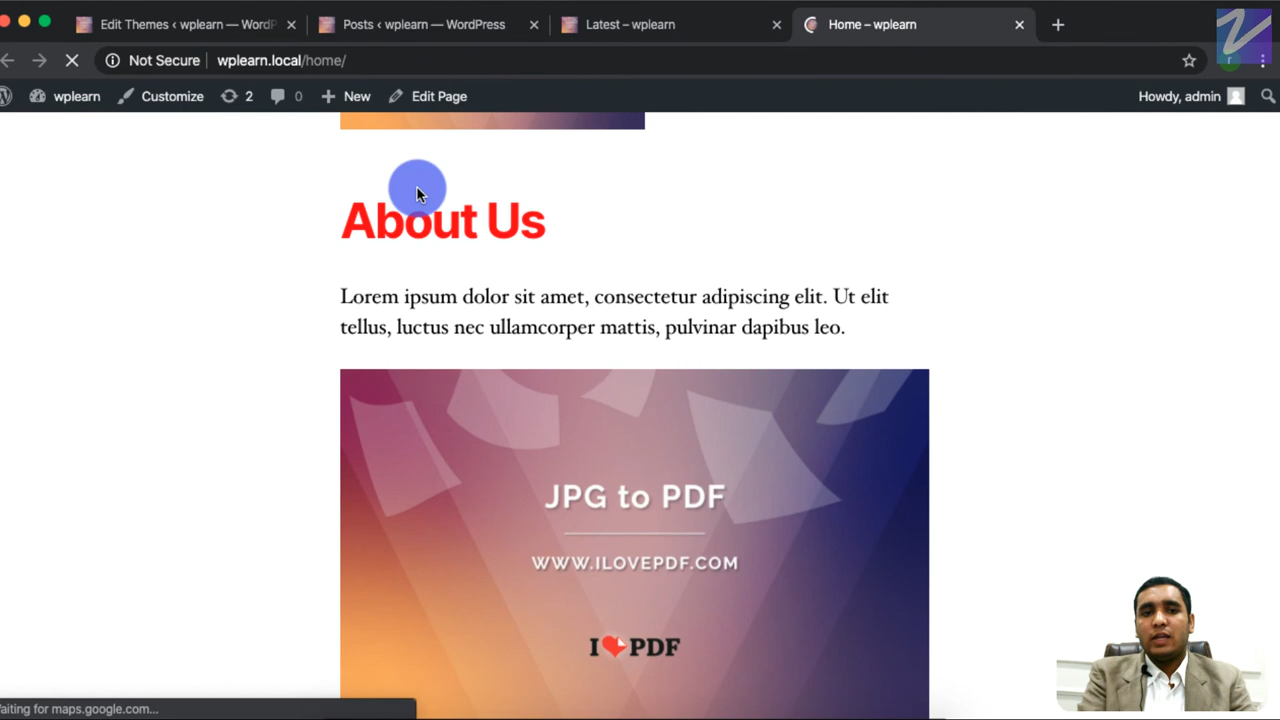 Edit Themes ‹ wplearn — WordP
Posts ‹ wplearn — WordPress
Latest – wplearn
Home – wplearn
Not Secure
wplearn.local/home/
r
wplearn
Customize
2
0
New
Edit Page
Howdy, admin
About Us
Lorem ipsum dolor sit amet, consectetur adipiscing elit. Ut elit
tellus, luctus nec ullamcorper mattis, pulvinar dapibus leo.
JPG to PDF
WWW.ILOVEPDF.COM
I PDF
aiting for maps.google.com...